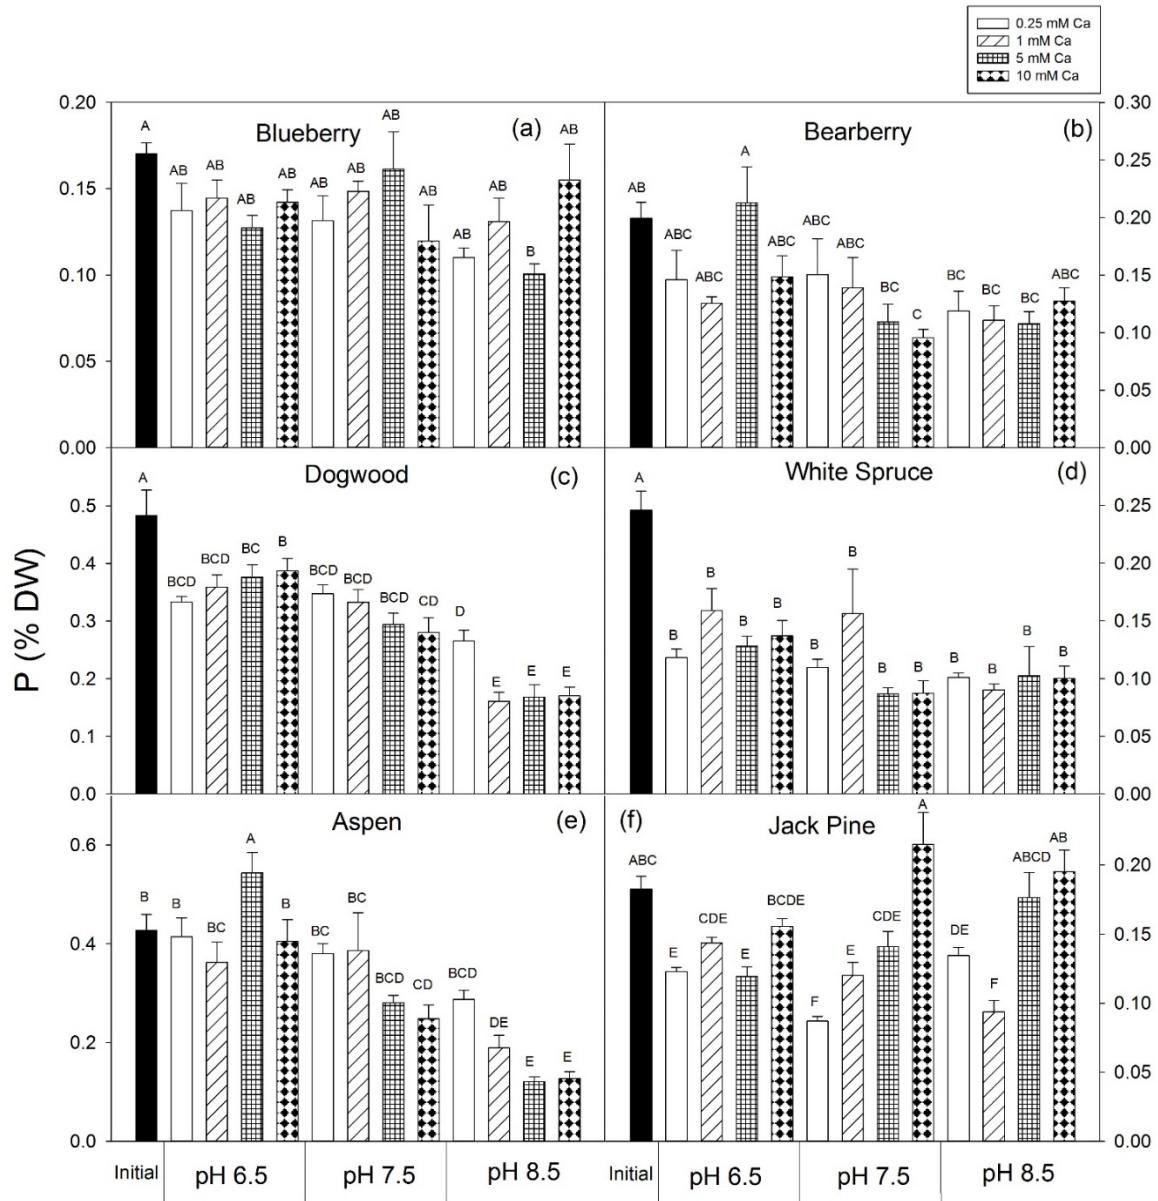 0.25 mM Ca
1 mM Ca
5 mM Ca
10 mM Ca
P (% DW)
Blueberry (a)
0.20
0.15
0.10
0.05
0.00
A AB AB AB AB AB AB AB AB AB AB B AB
Bearberry (b)
0.30
0.25
0.20
0.15
0.10
0.05
0.00
AB ABC ABC A ABC ABC ABC BC C BC BC BC ABC
Dogwood (c)
0.5
0.4
0.3
0.2
0.1
0.0
A BCD BCD BC B BCD BCD BCD CD D E E E
White Spruce (d)
0.25
0.20
0.15
0.10
0.05
0.00
A B B B B B B B B B B B B
Aspen (e)
0.6
0.4
0.2
0.0
B B BC A B BC BC BCD CD BCD DE E E
(f) Jack Pine
0.20
0.15
0.10
0.05
0.00
ABC E CDE E BCDE F E CDE A DE F ABCD AB
Initial pH 6.5 pH 7.5 pH 8.5 Initial pH 6.5 pH 7.5 pH 8.5